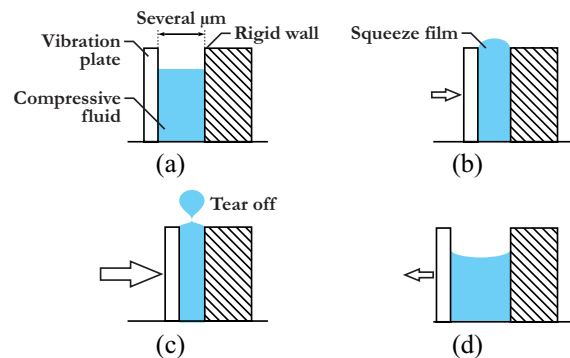 Several µm
Vibration
plate
Rigid wall
Compressive
fluid
(a)
Squeeze film
(b)
Tear off
(c)
(d)